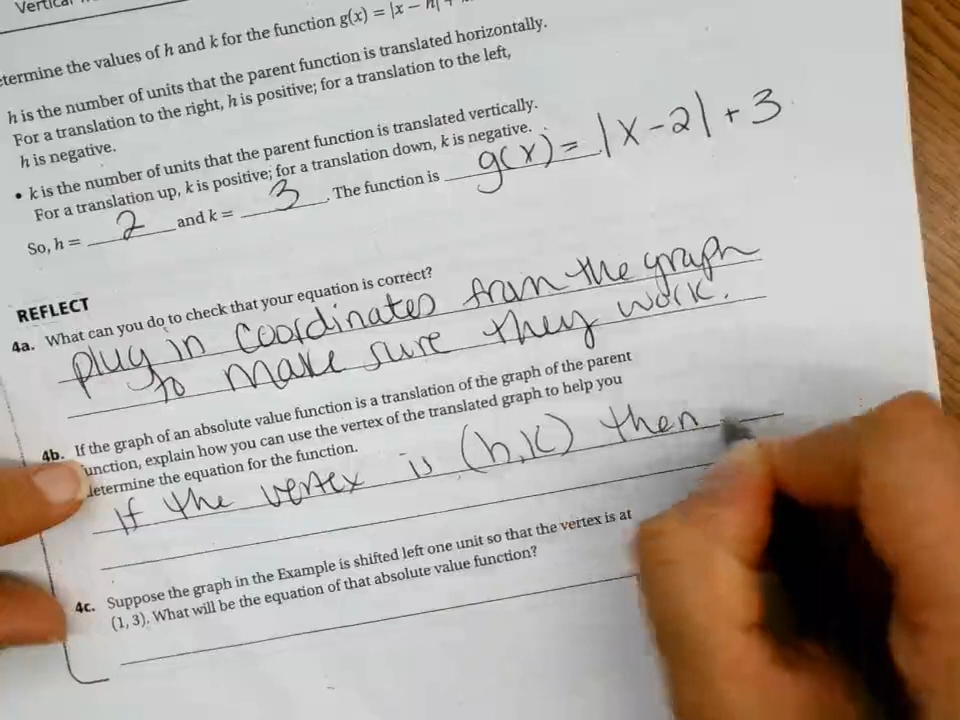 Vertical
etermine the values of h and k for the function g(x) = |x − h| +
h is the number of units that the parent function is translated horizontally.
For a translation to the right, h is positive; for a translation to the left,
h is negative.
• k is the number of units that the parent function is translated vertically.
For a translation up, k is positive; for a translation down, k is negative.
So, h = 2 and k = 3. The function is g(x) = |x-2| + 3
REFLECT
4a. What can you do to check that your equation is correct?
plug in coordinates from the graph
to make sure they work.
4b. If the graph of an absolute value function is a translation of the graph of the parent
function, explain how you can use the vertex of the translated graph to help you
determine the equation for the function.
If the vertex is (h,k) then
4c. Suppose the graph in the Example is shifted left one unit so that the vertex is at
(1, 3). What will be the equation of that absolute value function?